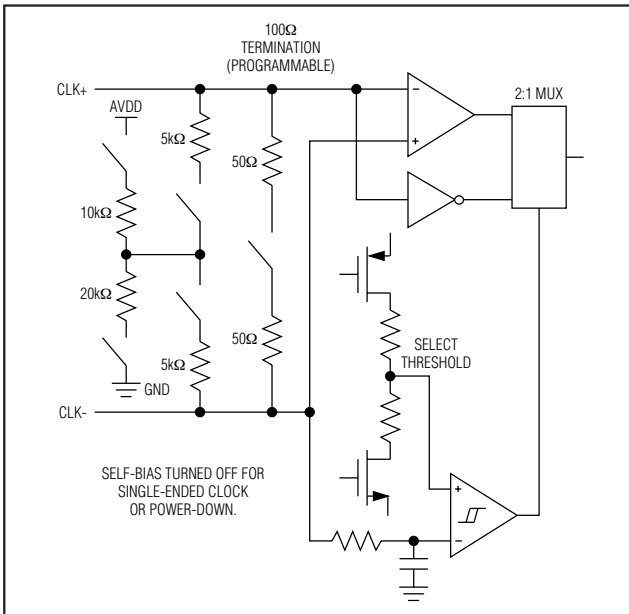 100Ω
TERMINATION
(PROGRAMMABLE)
CLK+
AVDD
2:1 MUX
5kΩ
50Ω
10kΩ
20kΩ
5kΩ
50Ω
SELECT
THRESHOLD
GND
CLK-
SELF-BIAS TURNED OFF FOR
SINGLE-ENDED CLOCK
OR POWER-DOWN.
−
+
+
−